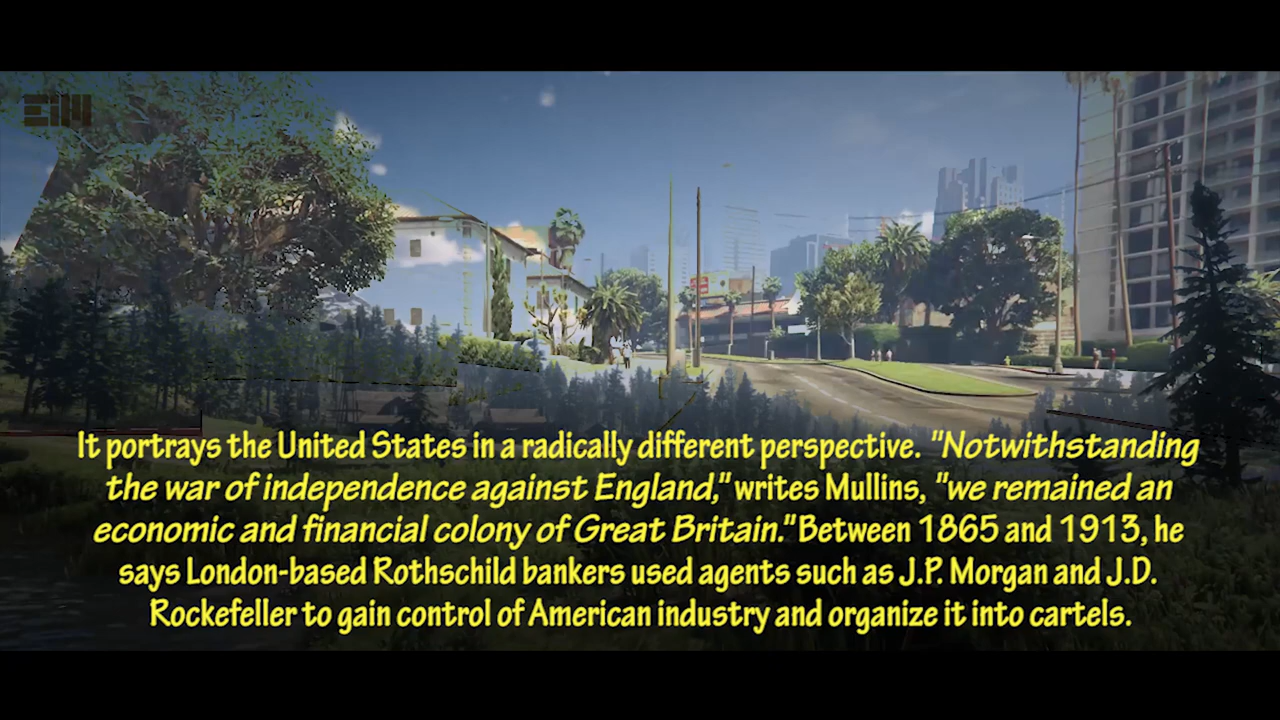 EIM
It portrays the United States in a radically different perspective. "Notwithstanding
the war of independence against England," writes Mullins, "we remained an
economic and financial colony of Great Britain." Between 1865 and 1913, he
says London-based Rothschild bankers used agents such as J.P. Morgan and J.D.
Rockefeller to gain control of American industry and organize it into cartels.